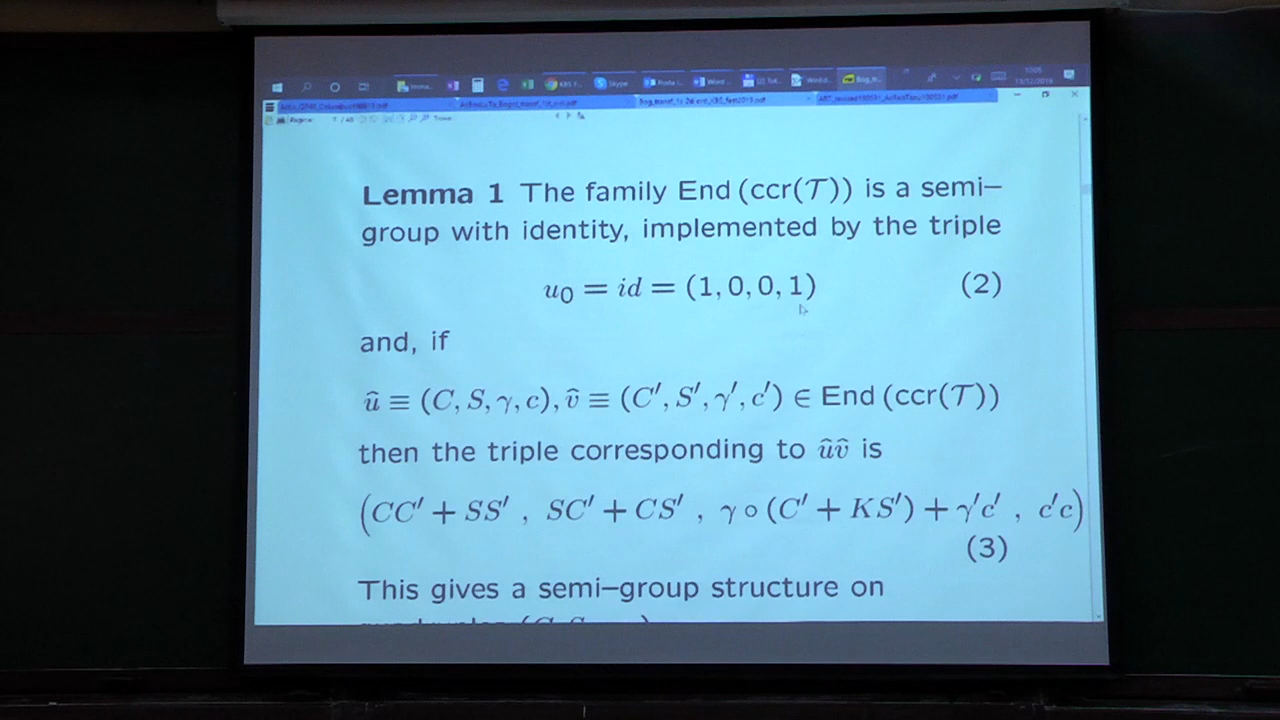 Skype
Lemma 1 The family End (ccr(𝒯)) is a semi–
group with identity, implemented by the triple
u₀ = id = (1, 0, 0, 1) (2)
and, if
û ≡ (C, S, γ, c), v̂ ≡ (C′, S′, γ′, c′) ∈ End (ccr(𝒯))
then the triple corresponding to ûv̂ is
(CC′ + SS′ , SC′ + CS′ , γ ∘ (C′ + KS′) + γ′c′ , c′c)
(3)
This gives a semi–group structure on